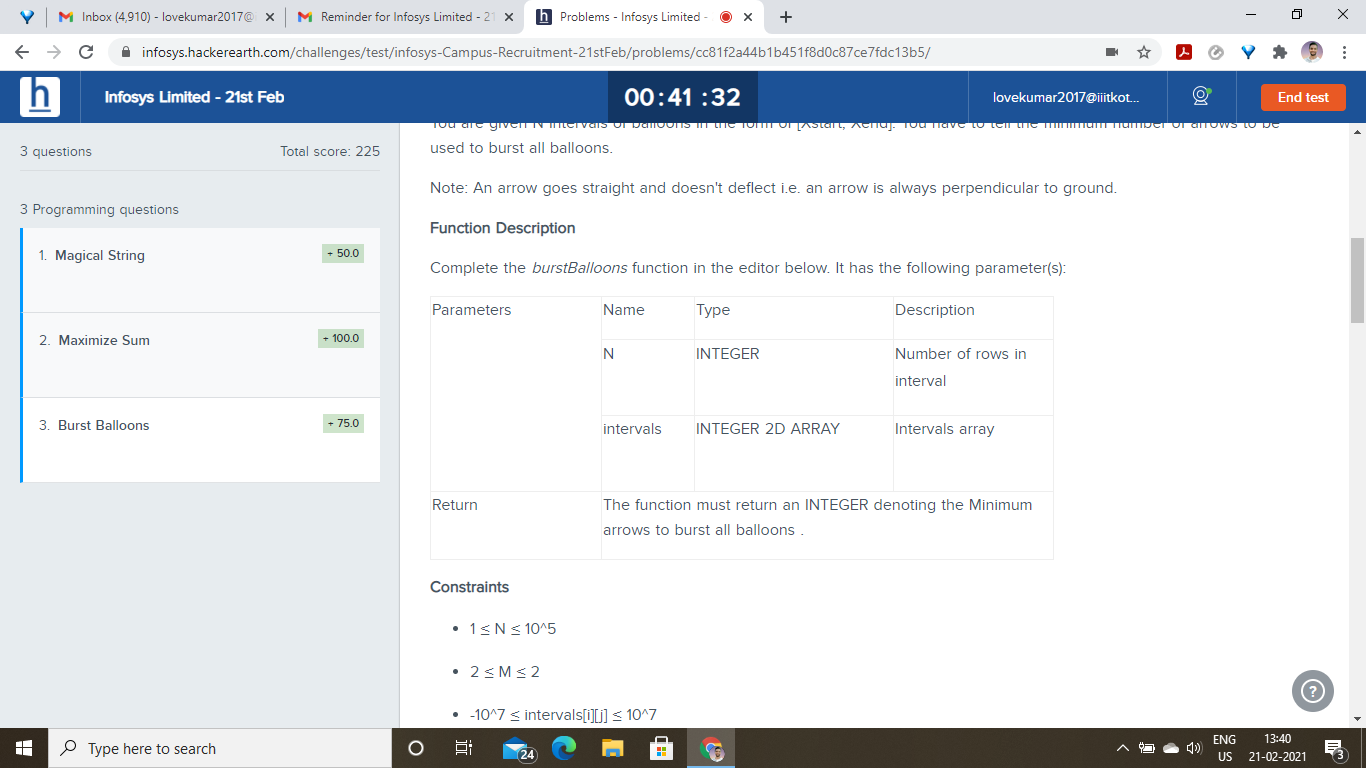 Inbox (4,910) - lovekumar2017@
Reminder for Infosys Limited - 21
Problems - Infosys Limited -
infosys.hackerearth.com/challenges/test/infosys-Campus-Recruitment-21stFeb/problems/cc81f2a44b1b451f8d0c87ce7fdc13b5/
h
Infosys Limited - 21st Feb
00:41 :32
lovekumar2017@iiitkot...
End test
3 questions
Total score: 225
3 Programming questions
1. Magical String
+ 50.0
2. Maximize Sum
+ 100.0
3. Burst Balloons
+ 75.0
You are given N intervals of balloons in the form of [Xstart, Xend]. You have to tell the minimum number of arrows to be
used to burst all balloons.
Note: An arrow goes straight and doesn't deflect i.e. an arrow is always perpendicular to ground.
Function Description
Complete the burstBalloons function in the editor below. It has the following parameter(s):
Parameters
Name
Type
Description
N
INTEGER
Number of rows in
interval
intervals
INTEGER 2D ARRAY
Intervals array
Return
The function must return an INTEGER denoting the Minimum
arrows to burst all balloons .
Constraints
• 1 ≤ N ≤ 10^5
• 2 ≤ M ≤ 2
• -10^7 ≤ intervals[i][j] ≤ 10^7
?
Type here to search
24
ENG
US
13:40
21-02-2021
3